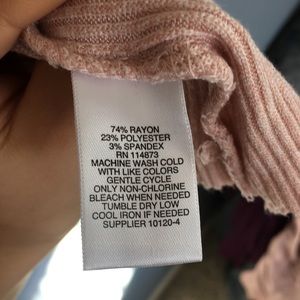 74% RAYON
23% POLYESTER
3% SPANDEX
RN 114873
MACHINE WASH COLD
WITH LIKE COLORS
GENTLE CYCLE
ONLY NON-CHLORINE
BLEACH WHEN NEEDED
TUMBLE DRY LOW
COOL IRON IF NEEDED
SUPPLIER 10120-4